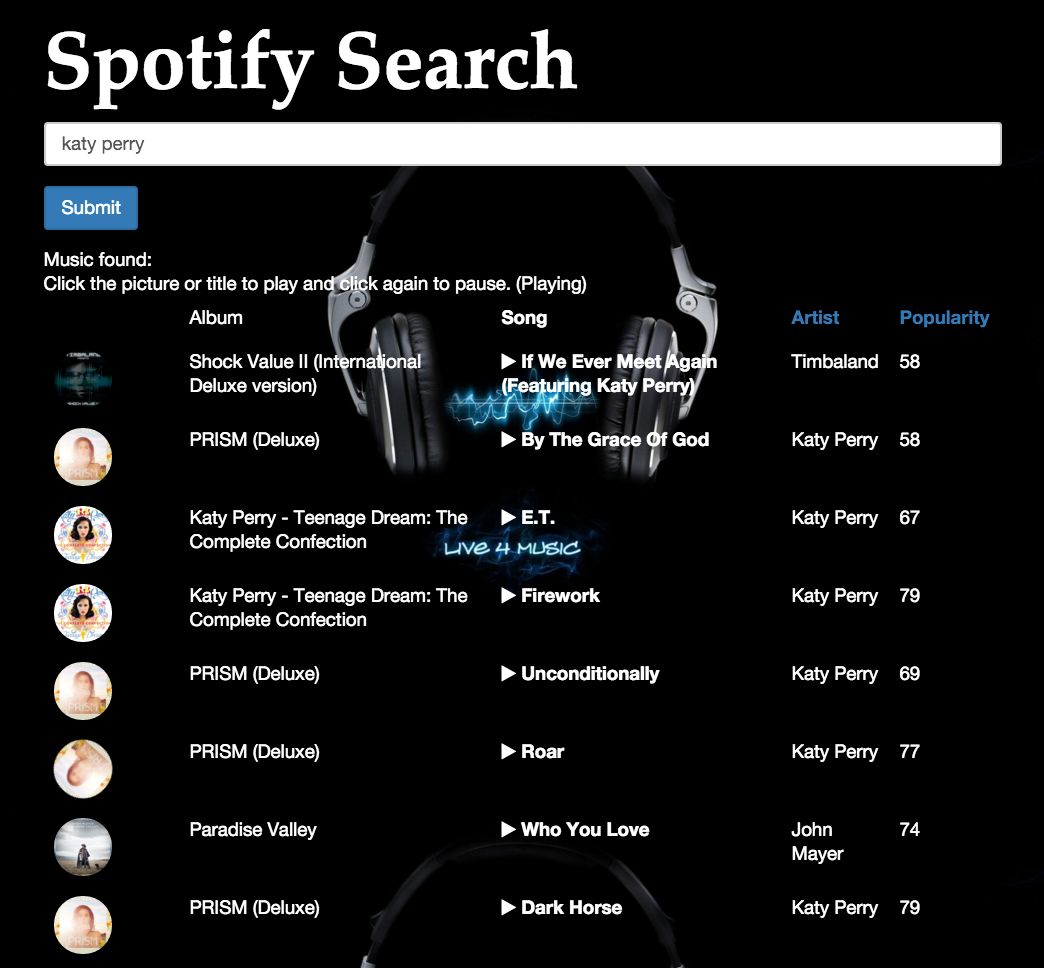 Spotify Search
katy perry
Submit
Music found:
Click the picture or title to play and click again to pause. (Playing)
Album Song Artist Popularity
Shock Value II (International ▶ If We Ever Meet Again Timbaland 58
Deluxe version) (Featuring Katy Perry)
PRISM (Deluxe) ▶ By The Grace Of God Katy Perry 58
PRISM
Katy Perry - Teenage Dream: The ▶ E.T. Katy Perry 67
Complete Confection
LIVE 4 MUSIC
Katy Perry - Teenage Dream: The ▶ Firework Katy Perry 79
Complete Confection
PRISM (Deluxe) ▶ Unconditionally Katy Perry 69
PRISM
PRISM (Deluxe) ▶ Roar Katy Perry 77
Paradise Valley ▶ Who You Love John 74
Mayer
PRISM (Deluxe) ▶ Dark Horse Katy Perry 79
PRISM